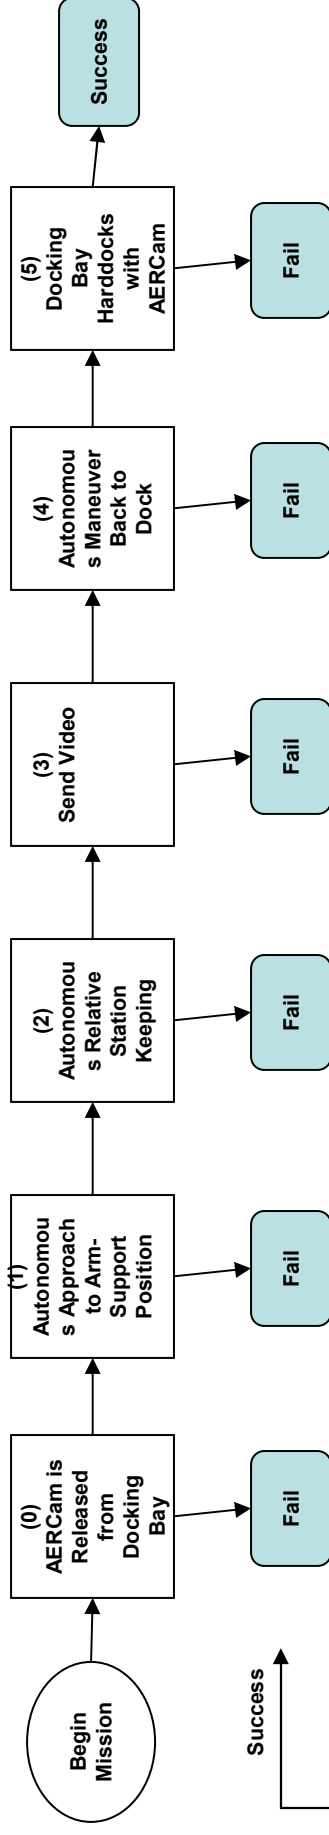 Begin
Mission
(0)
AERCam is
Released
from
Docking
Bay
(1)
Autonomou
s Approach
to Arm-
Support
Position
(2)
Autonomou
s Relative
Station
Keeping
(3)
Send Video
(4)
Autonomou
s Maneuver
Back to
Dock
(5)
Docking
Bay
Harddocks
with
AERCam
Success
Fail
Fail
Fail
Fail
Fail
Fail
Success